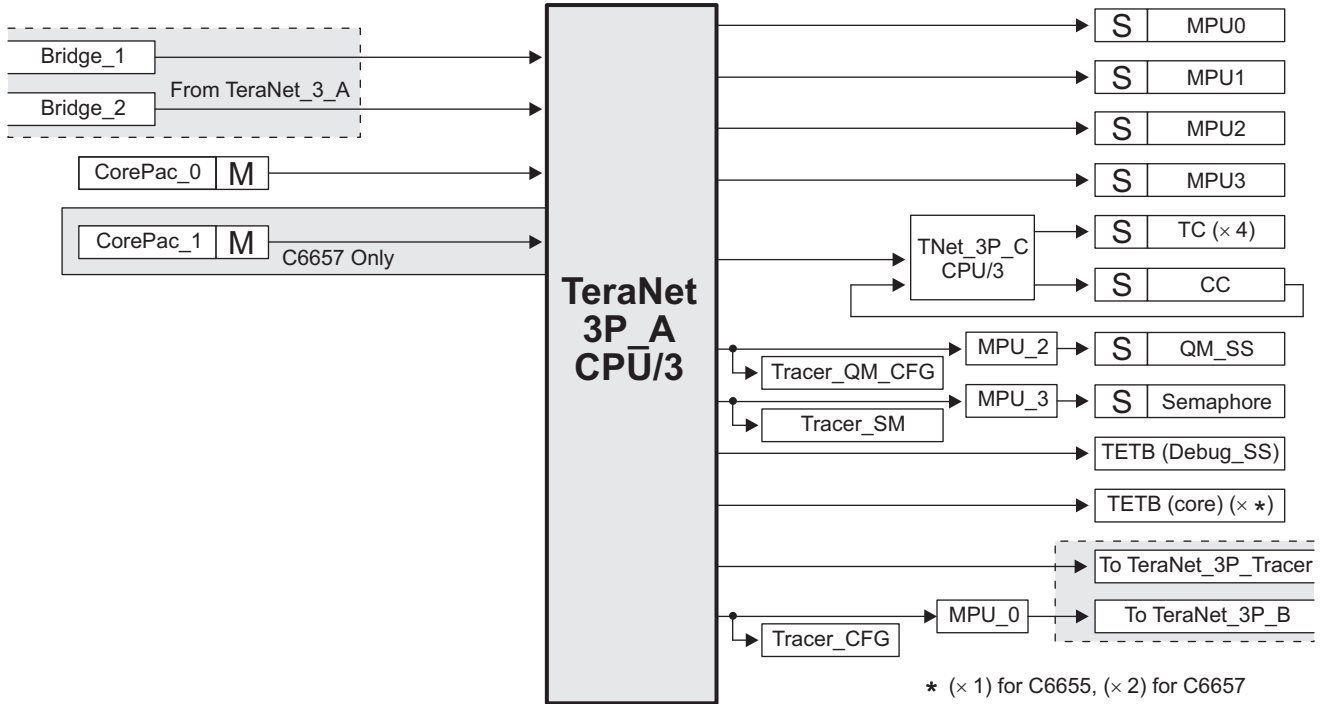 Bridge_1
From TeraNet_3_A
Bridge_2
CorePac_0 M
CorePac_1 M
C6657 Only
TeraNet
3P_A
CPU/3
S MPU0
S MPU1
S MPU2
S MPU3
TNet_3P_C
CPU/3
S TC (× 4)
S CC
MPU_2
S QM_SS
Tracer_QM_CFG
MPU_3
S Semaphore
Tracer_SM
TETB (Debug_SS)
TETB (core) (× *)
To TeraNet_3P_Tracer
MPU_0
To TeraNet_3P_B
Tracer_CFG
* (× 1) for C6655, (× 2) for C6657